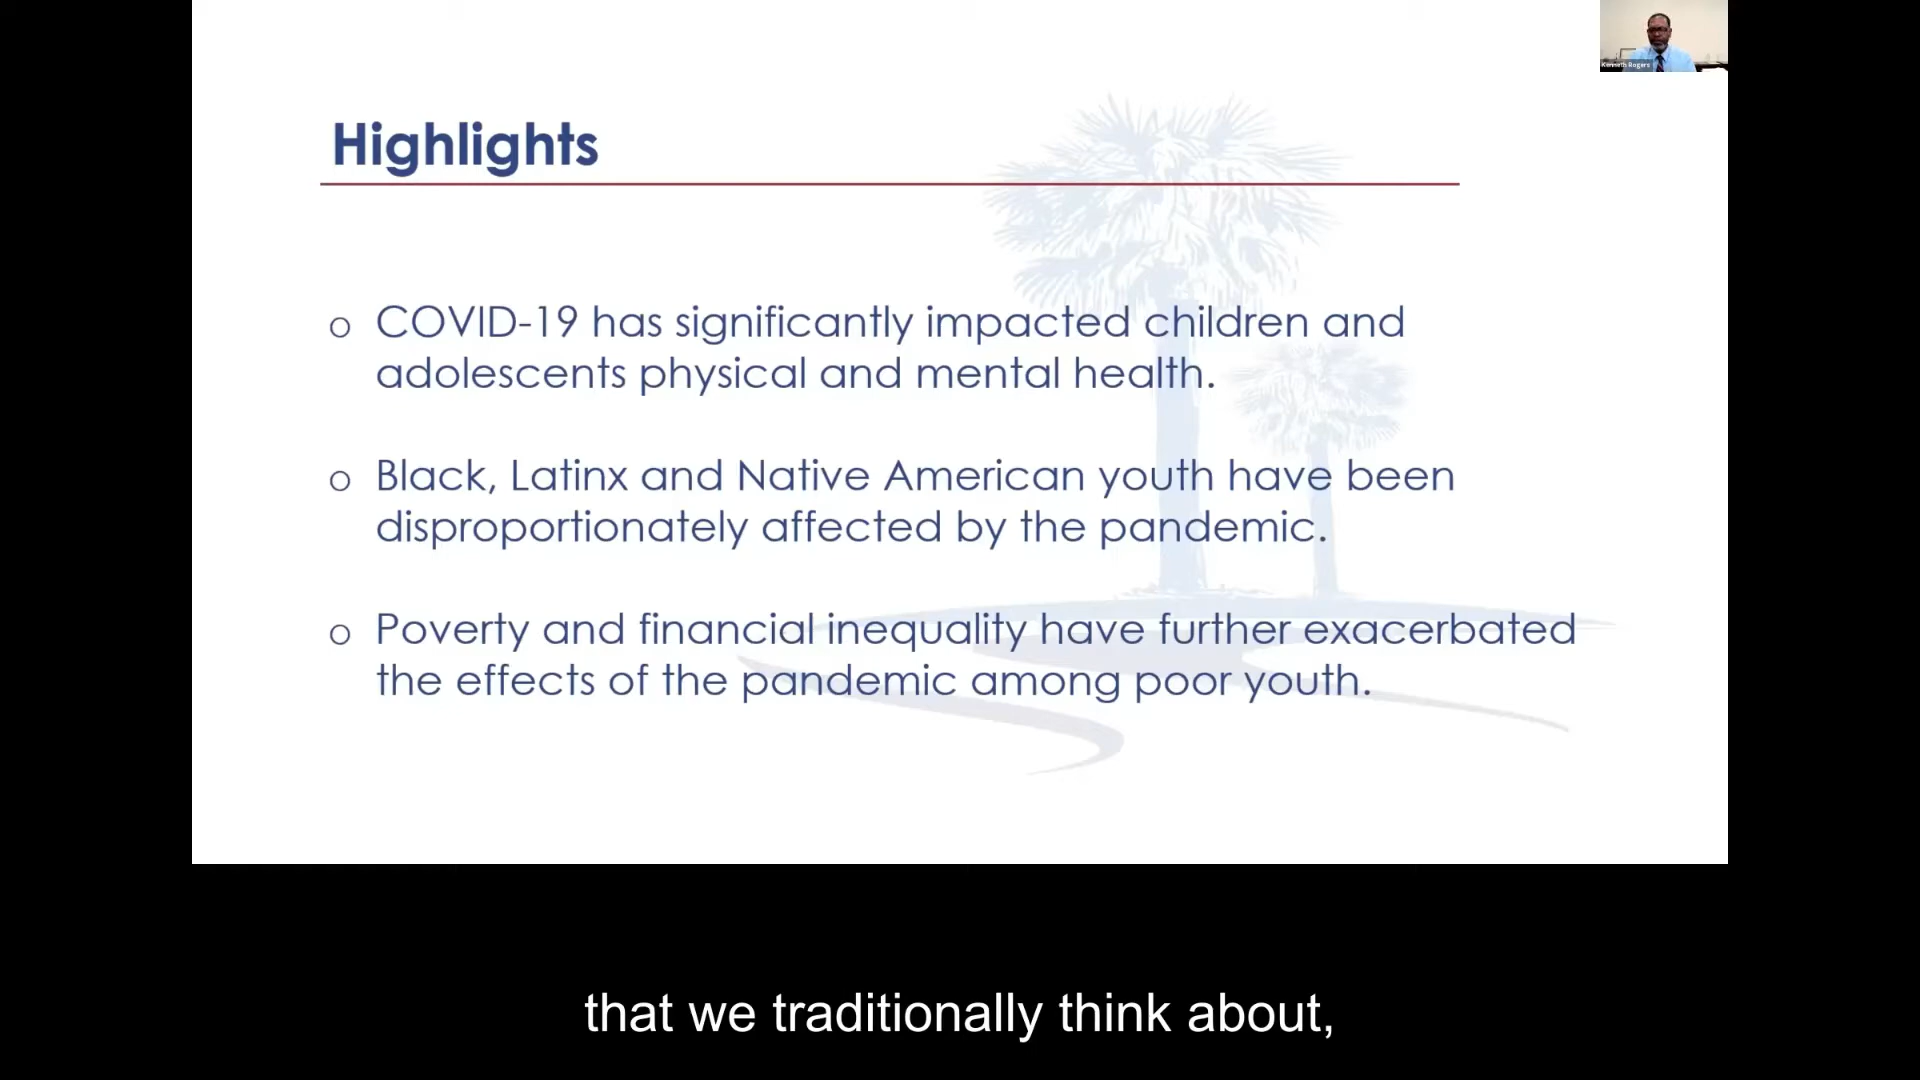 Kenneth Rogers
Highlights
o COVID-19 has significantly impacted children and
adolescents physical and mental health.
o Black, Latinx and Native American youth have been
disproportionately affected by the pandemic.
o Poverty and financial inequality have further exacerbated
the effects of the pandemic among poor youth.
that we traditionally think about,